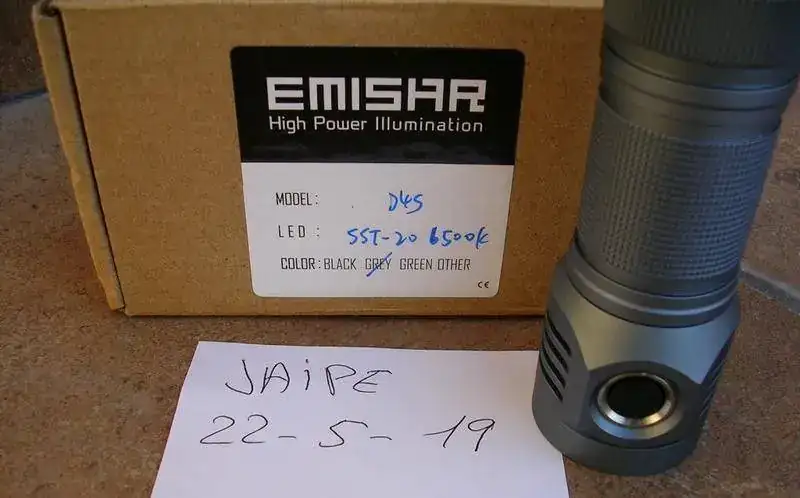 EMISAR
High Power Illumination
MODEL: D4S
LED: SST-20 6500K
COLOR: BLACK GREY GREEN OTHER
CE
JAiPE
22-5-19